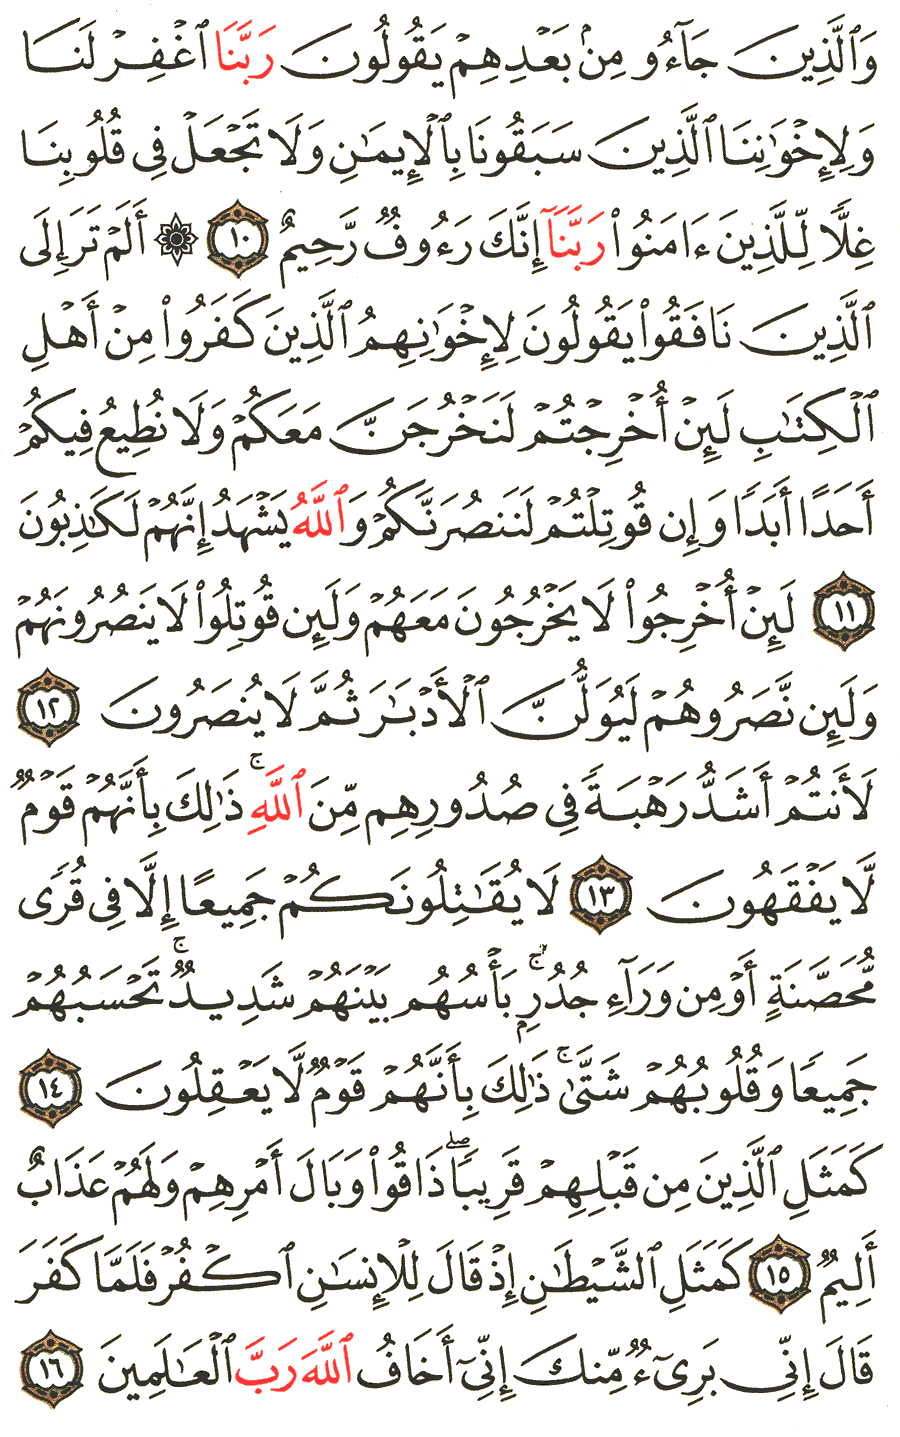 وَٱلَّذِينَ جَآءُو مِنۢ بَعْدِهِمْ يَقُولُونَ رَبَّنَا ٱغْفِرْ لَنَا
وَلِإِخْوَٰنِنَا ٱلَّذِينَ سَبَقُونَا بِٱلْإِيمَٰنِ وَلَا تَجْعَلْ فِى قُلُوبِنَا
غِلًّا لِّلَّذِينَ ءَامَنُوا۟ رَبَّنَآ إِنَّكَ رَءُوفٌ رَّحِيمٌ ١٠ ۞ أَلَمْ تَرَ إِلَى
ٱلَّذِينَ نَافَقُوا۟ يَقُولُونَ لِإِخْوَٰنِهِمُ ٱلَّذِينَ كَفَرُوا۟ مِنْ أَهْلِ
ٱلْكِتَٰبِ لَئِنْ أُخْرِجْتُمْ لَنَخْرُجَنَّ مَعَكُمْ وَلَا نُطِيعُ فِيكُمْ
أَحَدًا أَبَدًا وَإِن قُوتِلْتُمْ لَنَنصُرَنَّكُمْ وَٱللَّهُ يَشْهَدُ إِنَّهُمْ لَكَٰذِبُونَ
١١ لَئِنْ أُخْرِجُوا۟ لَا يَخْرُجُونَ مَعَهُمْ وَلَئِن قُوتِلُوا۟ لَا يَنصُرُونَهُمْ
وَلَئِن نَّصَرُوهُمْ لَيُوَلُّنَّ ٱلْأَدْبَٰرَ ثُمَّ لَا يُنصَرُونَ ١٢
لَأَنتُمْ أَشَدُّ رَهْبَةً فِى صُدُورِهِم مِّنَ ٱللَّهِ ۚ ذَٰلِكَ بِأَنَّهُمْ قَوْمٌ
لَّا يَفْقَهُونَ ١٣ لَا يُقَٰتِلُونَكُمْ جَمِيعًا إِلَّا فِى قُرًى
مُّحَصَّنَةٍ أَوْ مِن وَرَآءِ جُدُرٍۭ ۚ بَأْسُهُم بَيْنَهُمْ شَدِيدٌ ۚ تَحْسَبُهُمْ
جَمِيعًا وَقُلُوبُهُمْ شَتَّىٰ ۚ ذَٰلِكَ بِأَنَّهُمْ قَوْمٌ لَّا يَعْقِلُونَ ١٤
كَمَثَلِ ٱلَّذِينَ مِن قَبْلِهِمْ قَرِيبًا ۖ ذَاقُوا۟ وَبَالَ أَمْرِهِمْ وَلَهُمْ عَذَابٌ
أَلِيمٌ ١٥ كَمَثَلِ ٱلشَّيْطَٰنِ إِذْ قَالَ لِلْإِنسَٰنِ ٱكْفُرْ فَلَمَّا كَفَرَ
قَالَ إِنِّى بَرِىٓءٌ مِّنكَ إِنِّىٓ أَخَافُ ٱللَّهَ رَبَّ ٱلْعَٰلَمِينَ ١٦